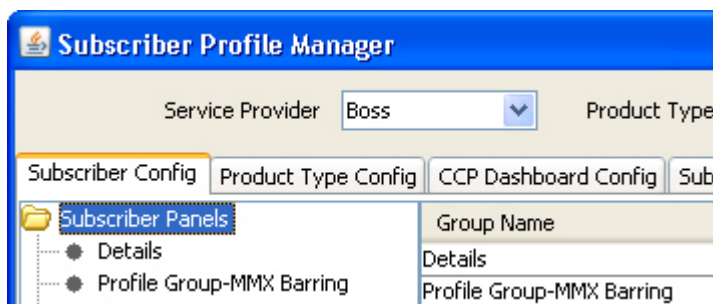 Subscriber Profile Manager
Service Provider Boss Product Type
Subscriber Config Product Type Config CCP Dashboard Config Sub
Subscriber Panels Group Name
Details Details
Profile Group-MMX Barring Profile Group-MMX Barring